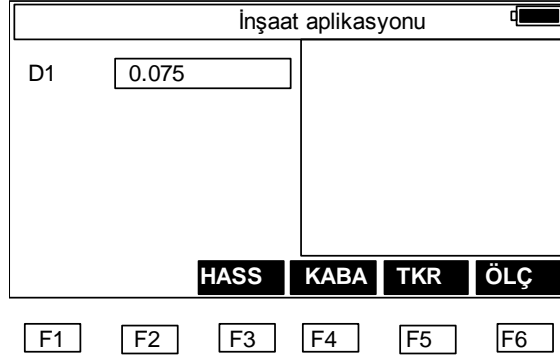 İnşaat aplikasyonu
D1 0.075
HASS KABA TKR ÖLÇ
F1 F2 F3 F4 F5 F6